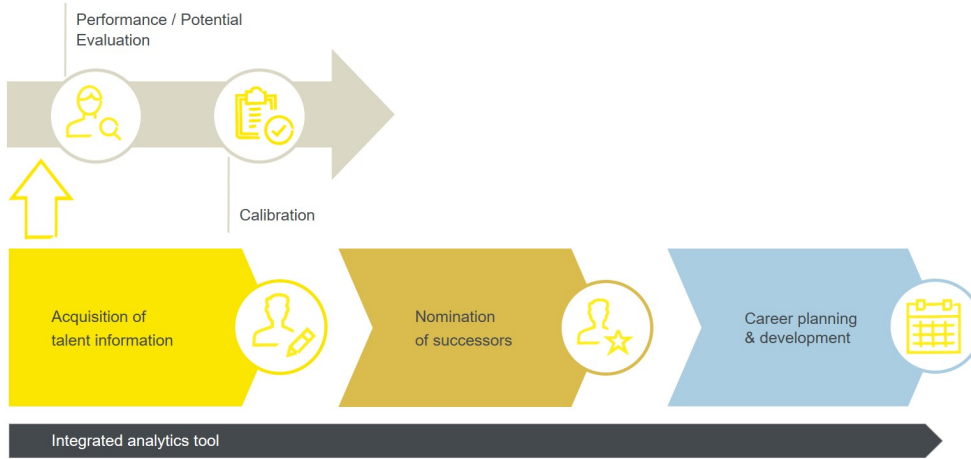 Performance / Potential
Evaluation
Calibration
Acquisition of
talent information
Nomination
of successors
Career planning
& development
Integrated analytics tool